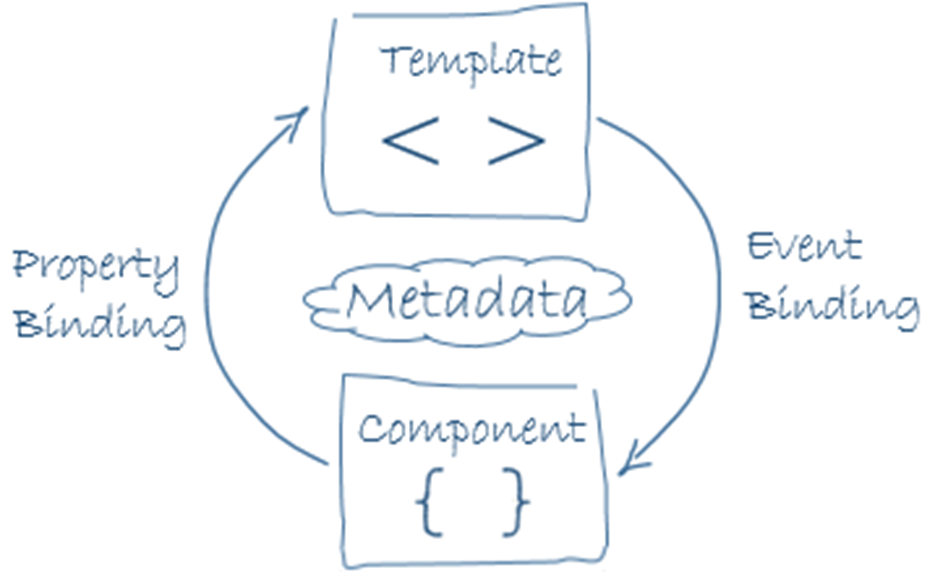 Template
< >
Property
Binding
Event
Binding
Metadata
Component
{ }